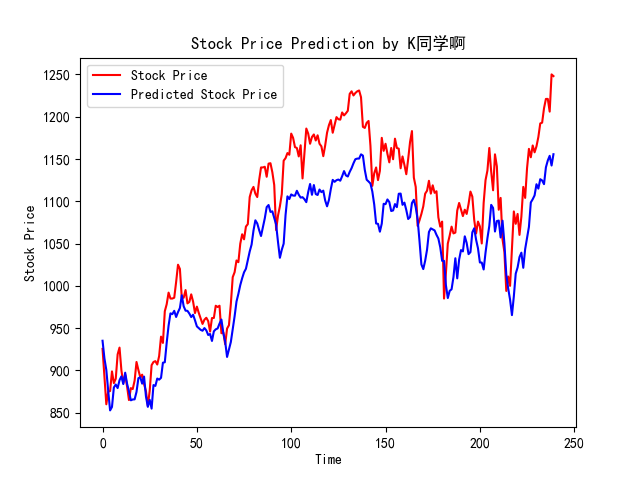 Stock Price Prediction by K同学啊
Stock Price
Predicted Stock Price
1250
1200
1150
1100
1050
1000
950
900
850
Stock Price
0 50 100 150 200 250
Time